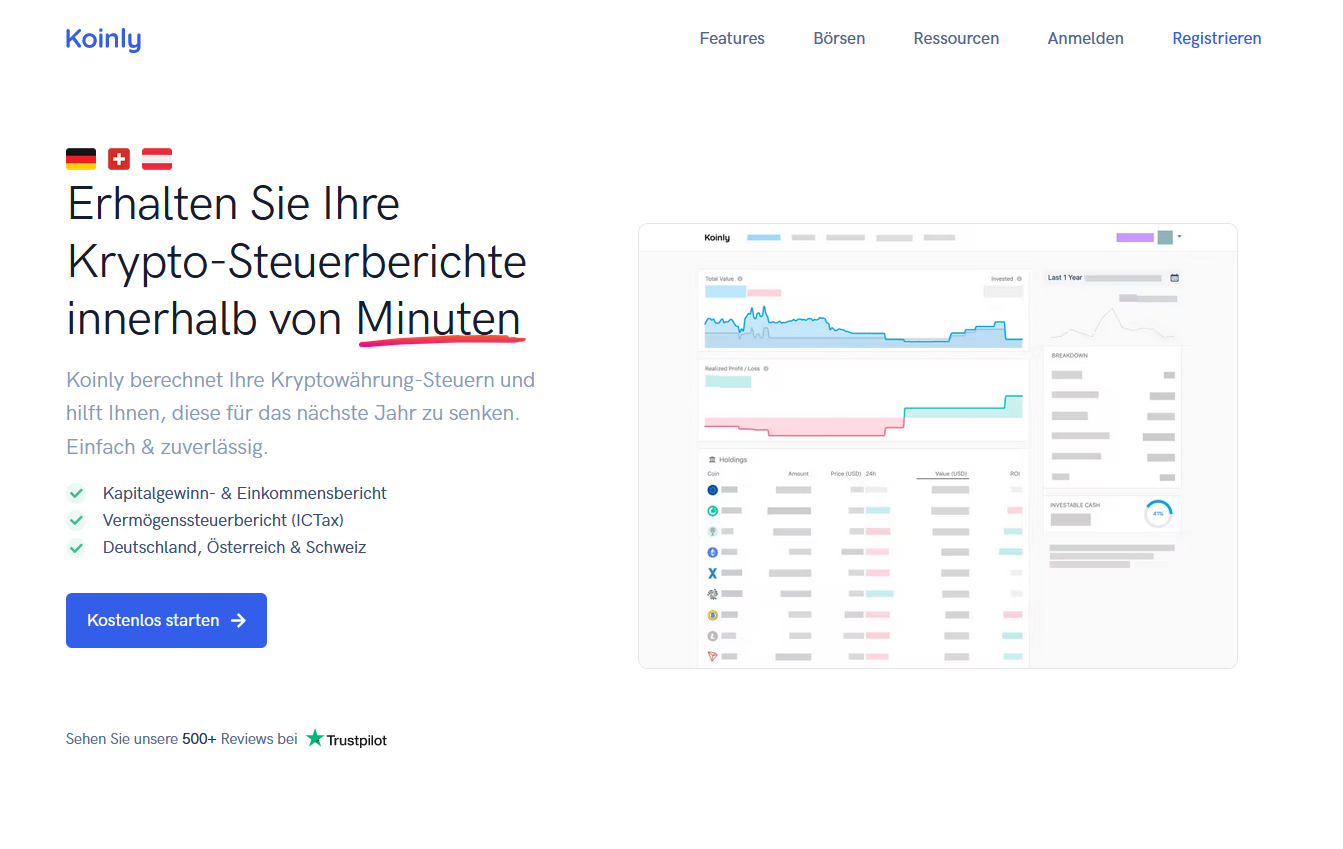 Koinly
Features Börsen Ressourcen Anmelden Registrieren
Erhalten Sie Ihre
Krypto-Steuerberichte
innerhalb von Minuten
Koinly berechnet Ihre Kryptowährung-Steuern und
hilft Ihnen, diese für das nächste Jahr zu senken.
Einfach & zuverlässig.
Kapitalgewinn- & Einkommensbericht
Vermögenssteuerbericht (ICTax)
Deutschland, Österreich & Schweiz
Kostenlos starten
Sehen Sie unsere 500+ Reviews bei Trustpilot
Koinly
Total Value Invested
Realized Profit / Loss
Holdings
Coin Amount Price (USD) 24h Value (USD) ROI
Last 1 Year
BREAKDOWN
INVESTABLE CASH
41%